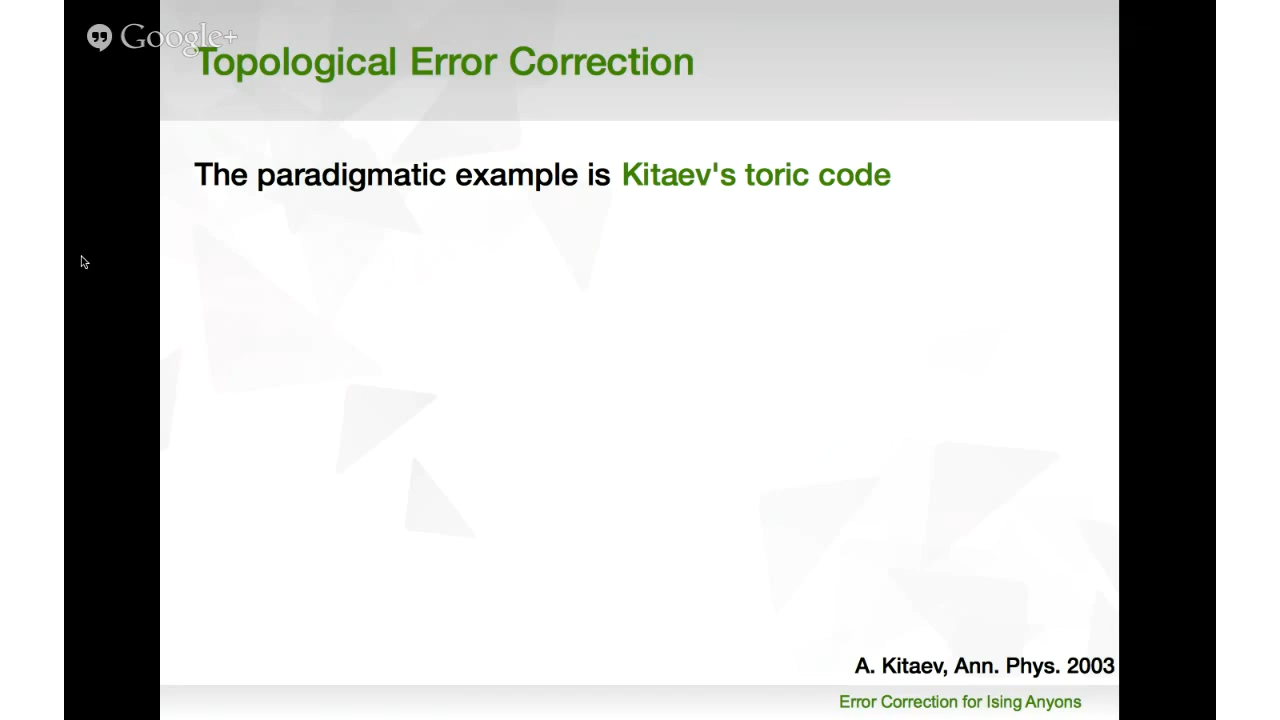 Google+
Topological Error Correction
The paradigmatic example is Kitaev's toric code
A. Kitaev, Ann. Phys. 2003
Error Correction for Ising Anyons